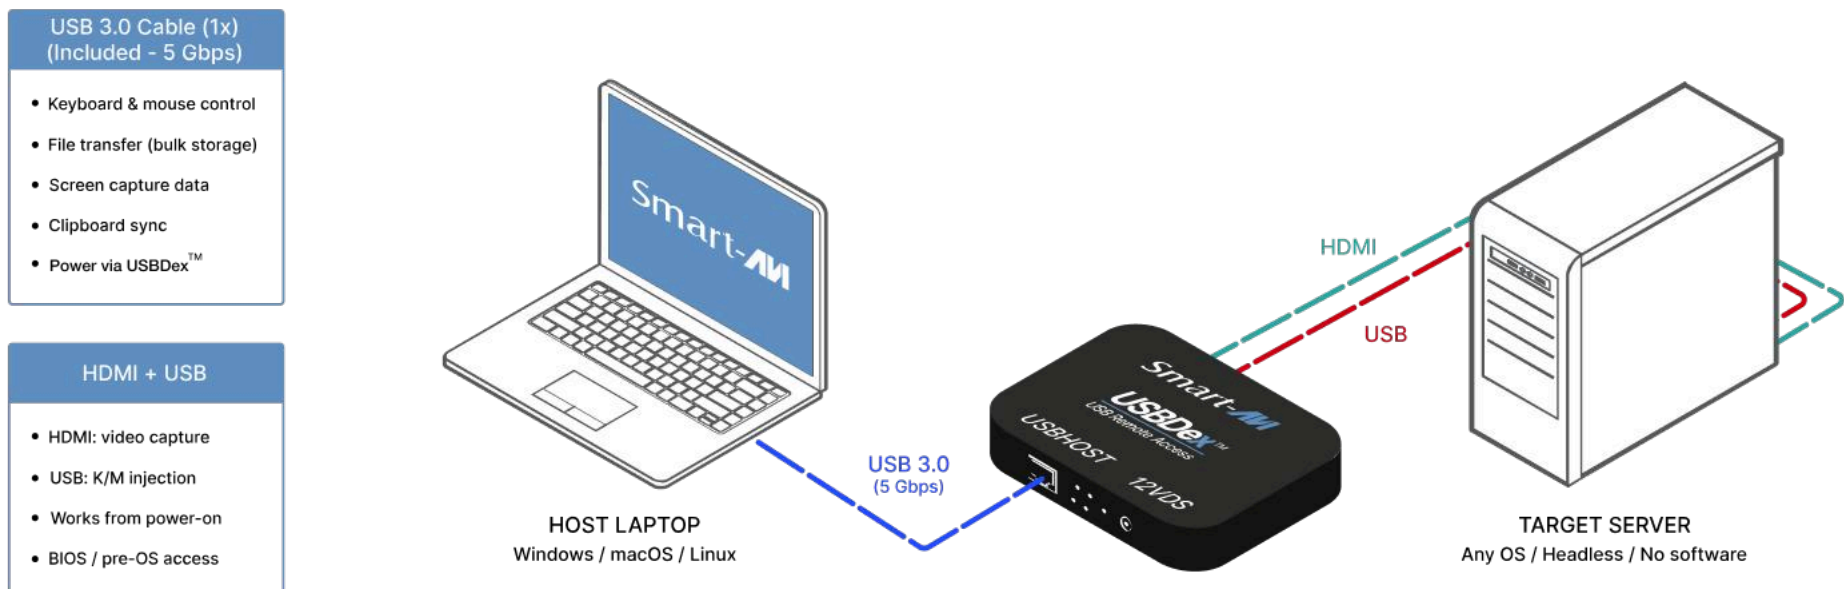 USB 3.0 Cable (1x)
(Included - 5 Gbps)
• Keyboard & mouse control
• File transfer (bulk storage)
• Screen capture data
• Clipboard sync
• Power via USBDex™
HDMI + USB
• HDMI: video capture
• USB: K/M injection
• Works from power-on
• BIOS / pre-OS access
Smart-AVI
HOST LAPTOP
Windows / macOS / Linux
USB 3.0
(5 Gbps)
Smart-AVI
USBDex™
USB Remote Access
USBHOST
12VDS
HDMI
USB
TARGET SERVER
Any OS / Headless / No software